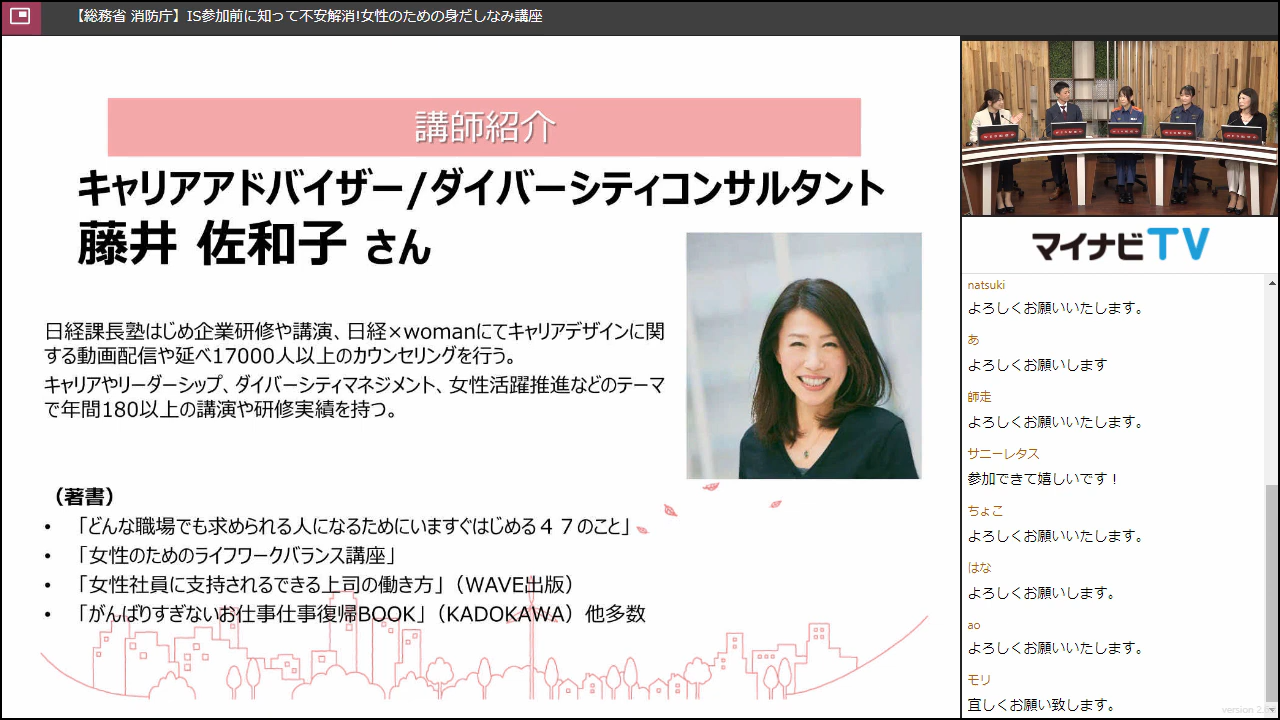 【総務省 消防庁】IS参加前に知って不安解消!女性のための身だしなみ講座
講師紹介
キャリアアドバイザー/ダイバーシティコンサルタント
藤井 佐和子 さん
日経課長塾はじめ企業研修や講演、日経×womanにてキャリアデザインに関
する動画配信や延べ17000人以上のカウンセリングを行う。
キャリアやリーダーシップ、ダイバーシティマネジメント、女性活躍推進などのテーマ
で年間180以上の講演や研修実績を持つ。
（著書）
• 「どんな職場でも求められる人になるためにいますぐはじめる４７のこと」
• 「女性のためのライフワークバランス講座」
• 「女性社員に支持されるできる上司の働き方」（WAVE出版）
• 「がんばりすぎないお仕事仕事復帰BOOK」（KADOKAWA）他多数
マイナビTV
natsuki
よろしくお願いいたします。
あ
よろしくお願いします
師走
よろしくお願いいたします。
サニーレタス
参加できて嬉しいです！
ちょこ
よろしくお願いいたします。
はな
よろしくお願いいたします。
ao
よろしくお願いいたします。
モリ
宜しくお願い致します。